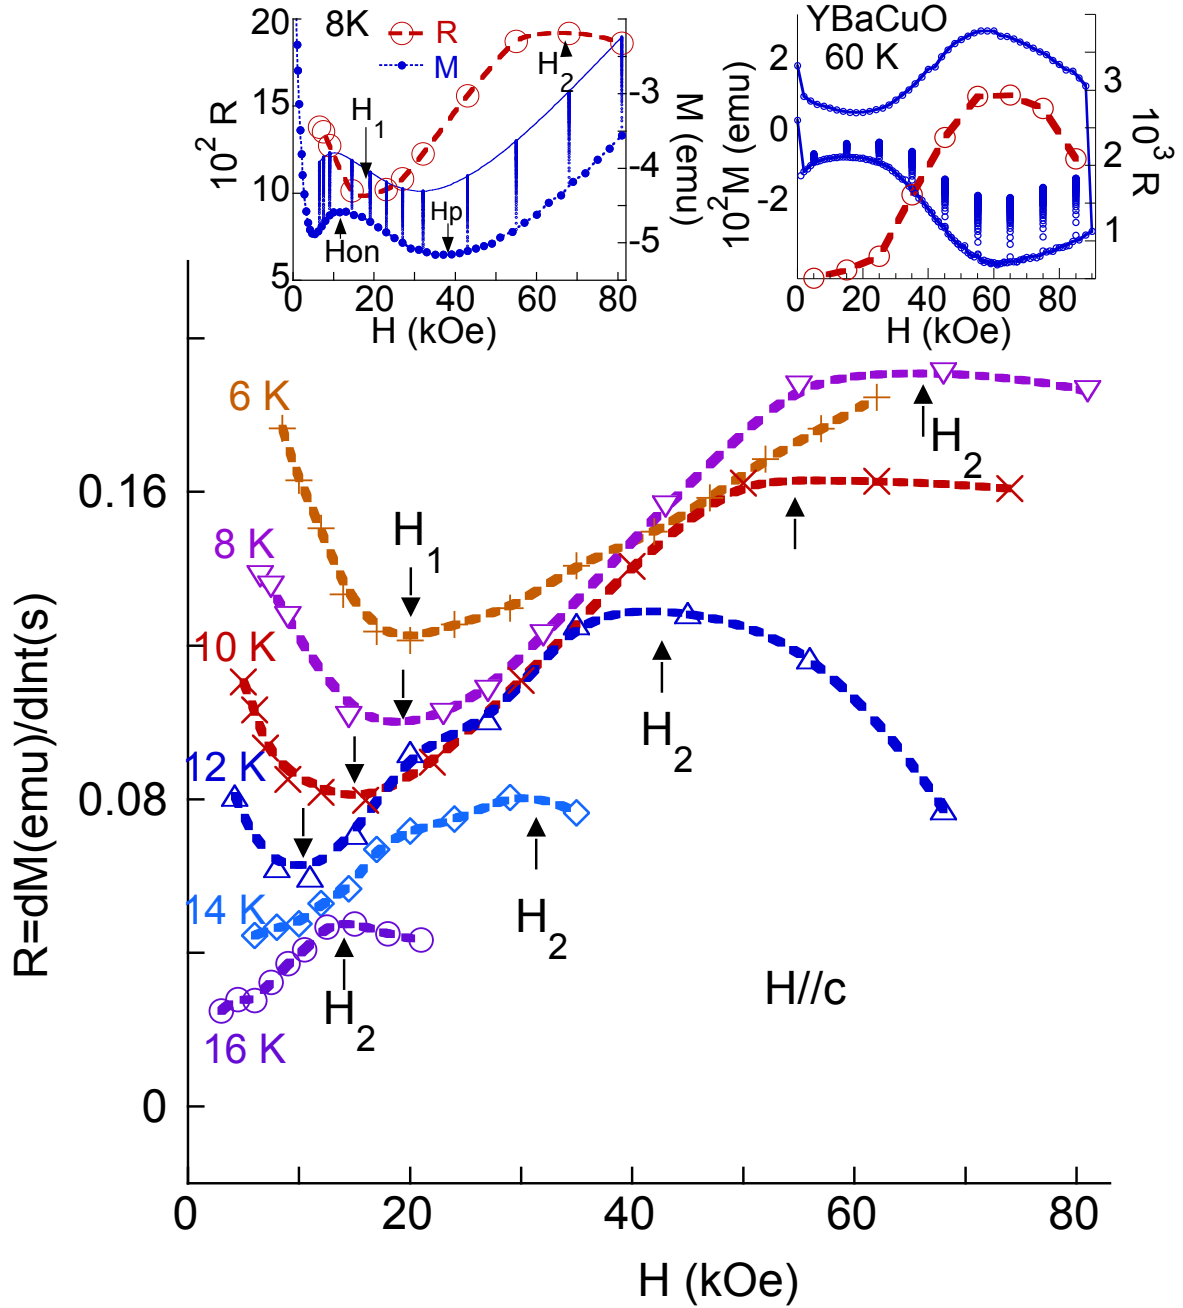 20
15
10
5
10² R
8K
R
M
H₁
H₂
Hon
Hp
-3
-4
-5
M (emu)
0 20 40 60 80
H (kOe)
YBaCuO
60 K
2
0
-2
10²M (emu)
3
2
1
10³ R
0 20 40 60 80
H (kOe)
6 K
8 K
10 K
12 K
14 K
16 K
H₁
H₂
H₂
H₂
H₂
H//c
0.16
0.08
0
R=dM(emu)/dlnt(s)
0 20 40 60 80
H (kOe)